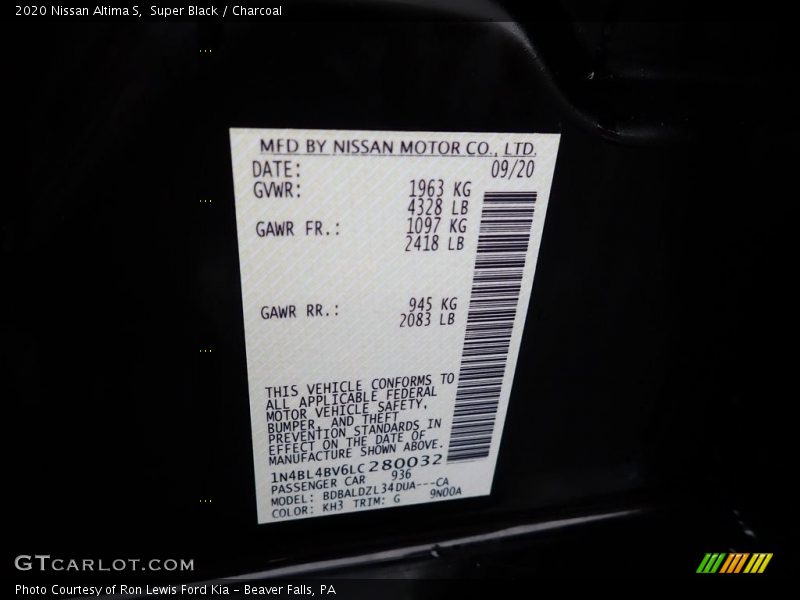 2020 Nissan Altima S,  Super Black / Charcoal
MFD BY NISSAN MOTOR CO., LTD.
DATE: 09/20
GVWR: 1963 KG
4328 LB
GAWR FR.: 1097 KG
2418 LB
GAWR RR.: 945 KG
2083 LB
THIS VEHICLE CONFORMS TO
ALL APPLICABLE FEDERAL
MOTOR VEHICLE SAFETY,
BUMPER, AND THEFT
PREVENTION STANDARDS IN
EFFECT ON THE DATE OF
MANUFACTURE SHOWN ABOVE.
1N4BL4BV6LC280032
PASSENGER CAR 936
MODEL: BDBALDZL34DUA---CA
COLOR: KH3 TRIM: G 9N00A
GTCARLOT.COM
Photo Courtesy of Ron Lewis Ford Kia - Beaver Falls, PA